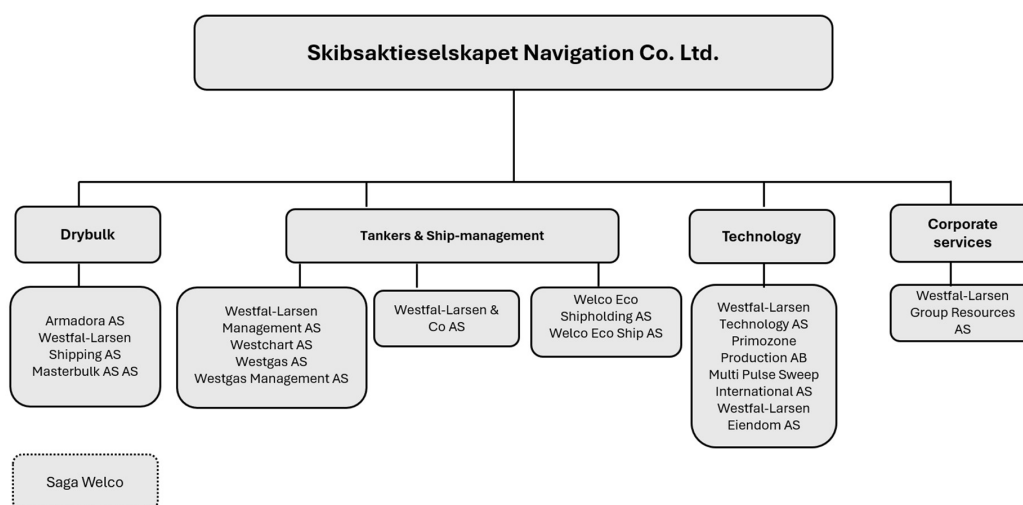 Skibsaktieselskapet Navigation Co. Ltd.
Drybulk
Tankers & Ship-management
Technology
Corporate
services
Armadora AS
Westfal-Larsen
Shipping AS
Masterbulk AS AS
Westfal-Larsen
Management AS
Westchart AS
Westgas AS
Westgas Management AS
Westfal-Larsen &
Co AS
Welco Eco
Shipholding AS
Welco Eco Ship AS
Westfal-Larsen
Technology AS
Primozone
Production AB
Multi Pulse Sweep
International AS
Westfal-Larsen
Eiendom AS
Westfal-Larsen
Group Resources
AS
Saga Welco